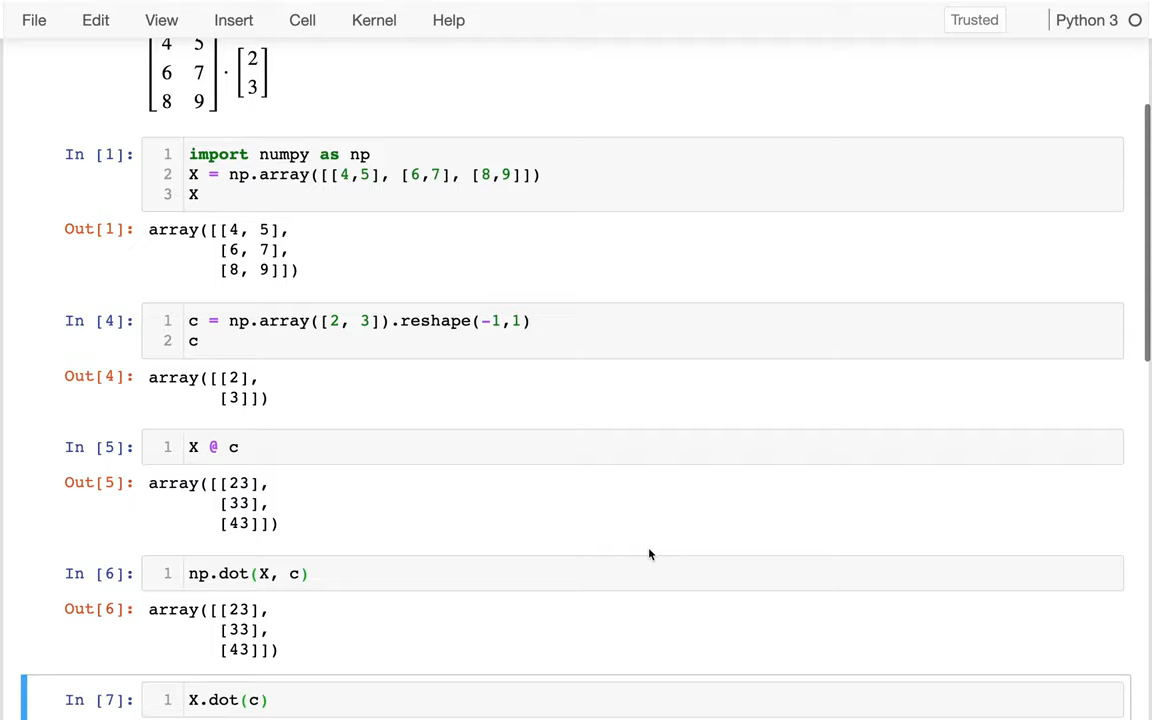 File Edit View Insert Cell Kernel Help Trusted Python 3
4 5
6 7
8 9
·
2
3
In [1]: 1 import numpy as np
2 X = np.array([[4,5], [6,7], [8,9]])
3 X
Out[1]: array([[4, 5],
[6, 7],
[8, 9]])
In [4]: 1 c = np.array([2, 3]).reshape(-1,1)
2 c
Out[4]: array([[2],
[3]])
In [5]: 1 X @ c
Out[5]: array([[23],
[33],
[43]])
In [6]: 1 np.dot(X, c)
Out[6]: array([[23],
[33],
[43]])
In [7]: 1 X.dot(c)